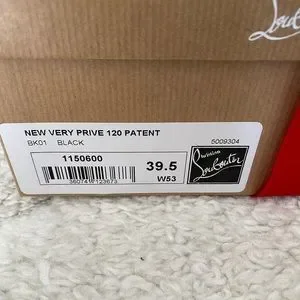 NEW VERY PRIVE 120 PATENT
BK01 BLACK 5009304
1150600
39.5
W53
Christian
Louboutin